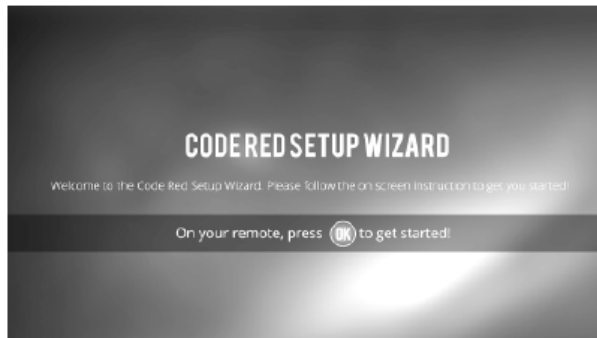 CODE RED SETUP WIZARD
Welcome to the Code Red Setup Wizard. Please follow the on screen instruction to get you started!
On your remote, press OK to get started!